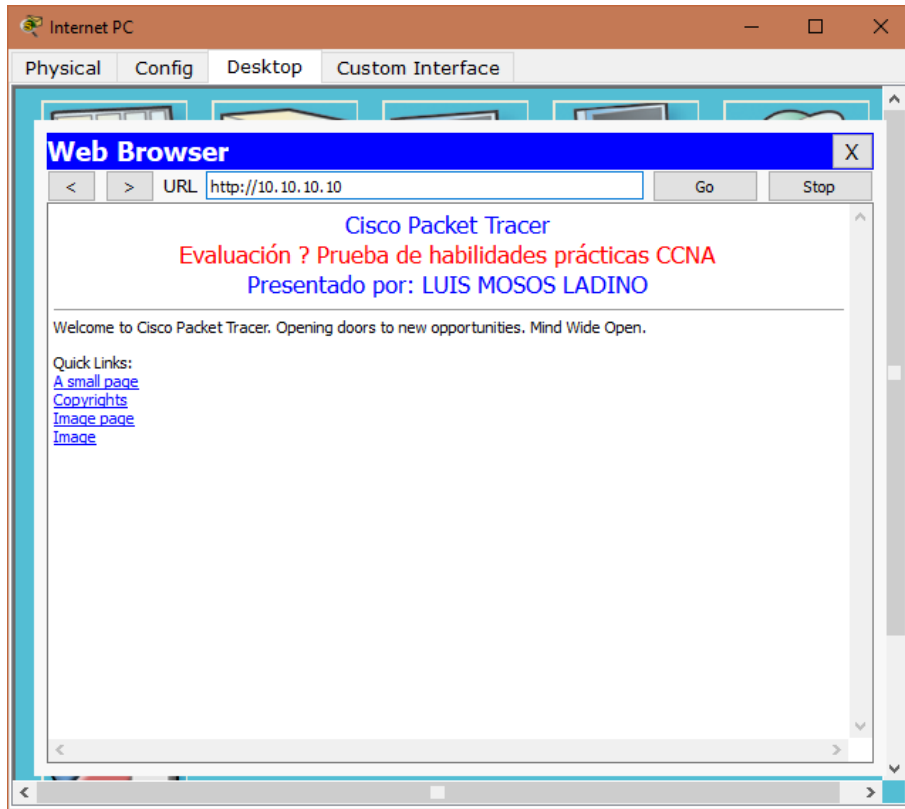 Internet PC
Physical Config Desktop Custom Interface
Web Browser X
< > URL http://10.10.10.10 Go Stop
Cisco Packet Tracer
Evaluación ? Prueba de habilidades prácticas CCNA
Presentado por: LUIS MOSOS LADINO
Welcome to Cisco Packet Tracer. Opening doors to new opportunities. Mind Wide Open.
Quick Links:
A small page
Copyrights
Image page
Image